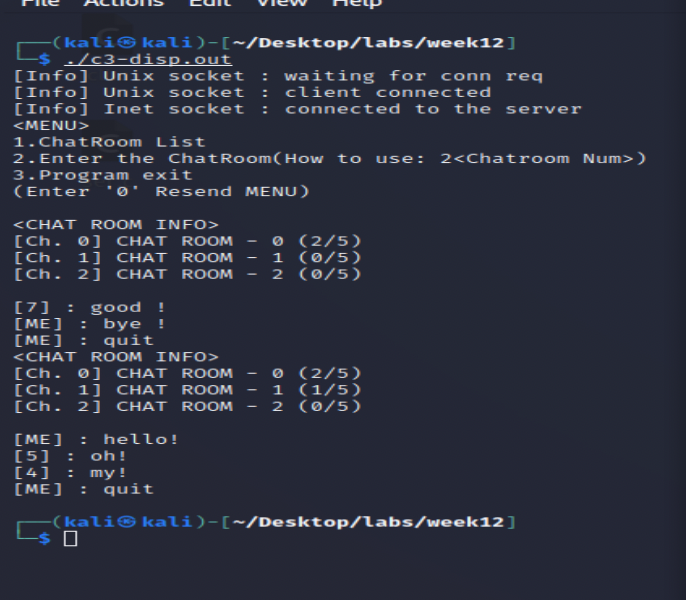 File Actions Edit View Help
┌──(kali㉿kali)-[~/Desktop/labs/week12]
└─$ ./c3-disp.out
[Info] Unix socket : waiting for conn req
[Info] Unix socket : client connected
[Info] Inet socket : connected to the server
<MENU>
1.ChatRoom List
2.Enter the ChatRoom(How to use: 2<Chatroom Num>)
3.Program exit
(Enter '0' Resend MENU)
<CHAT ROOM INFO>
[Ch. 0] CHAT ROOM - 0 (2/5)
[Ch. 1] CHAT ROOM - 1 (0/5)
[Ch. 2] CHAT ROOM - 2 (0/5)
[7] : good !
[ME] : bye !
[ME] : quit
<CHAT ROOM INFO>
[Ch. 0] CHAT ROOM - 0 (2/5)
[Ch. 1] CHAT ROOM - 1 (1/5)
[Ch. 2] CHAT ROOM - 2 (0/5)
[ME] : hello!
[5] : oh!
[4] : my!
[ME] : quit
┌──(kali㉿kali)-[~/Desktop/labs/week12]
└─$